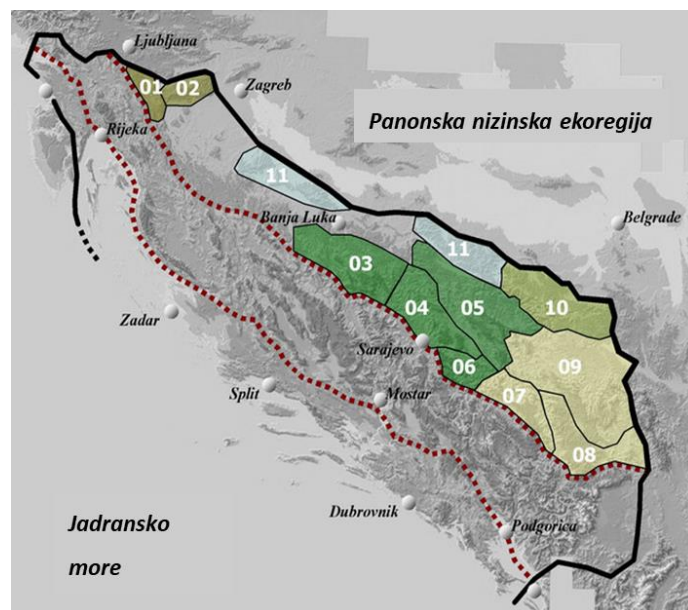 Ljubljana
01
02
Zagreb
Panonska nizinska ekoregija
Rijeka
11
Banja Luka
11
Belgrade
03
04
05
10
Zadar
Sarajevo
06
09
Split
Mostar
07
08
Dubrovnik
Podgorica
Jadransko
more